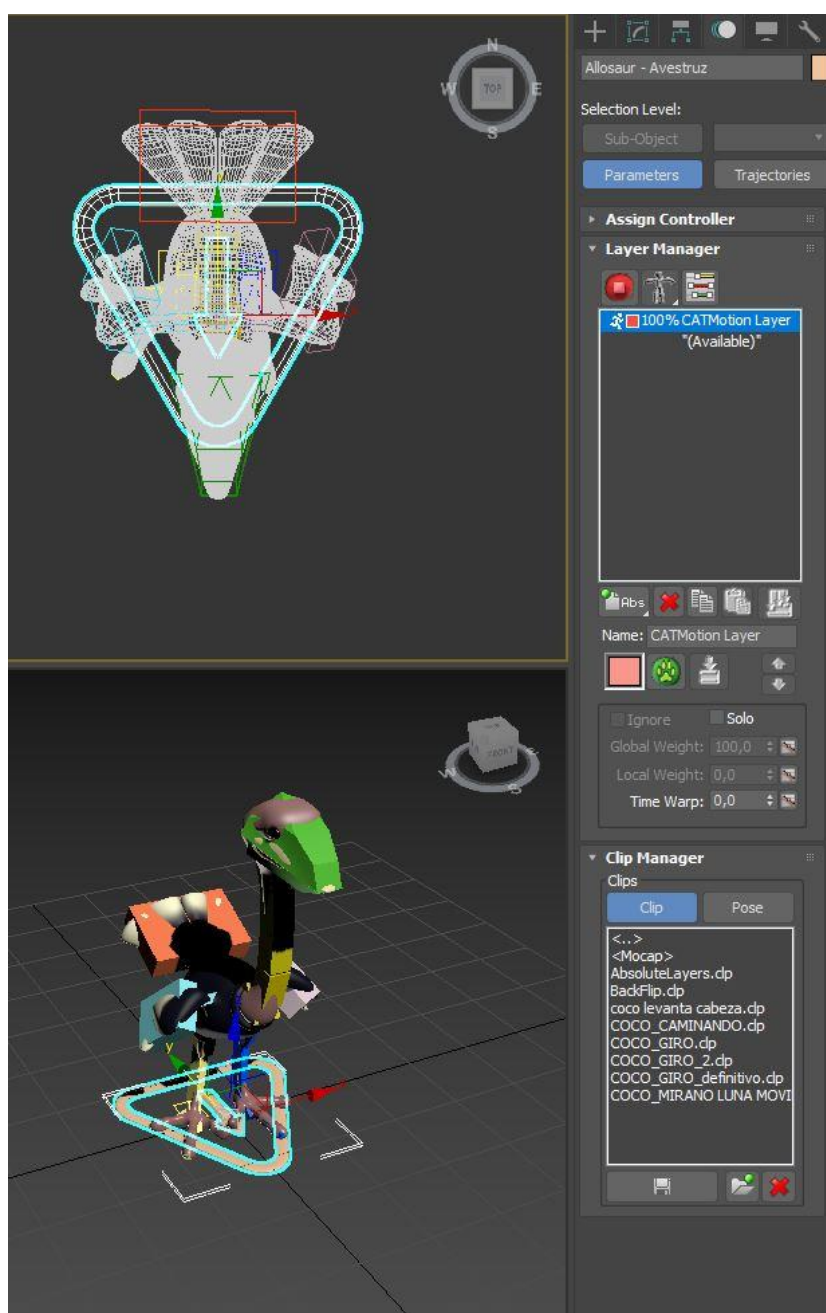 N
W
TOP
E
S
W
FRONT
S
Allosaur - Avestruz
Selection Level:
Sub-Object
Parameters
Trajectories
Assign Controller
Layer Manager
100% CATMotion Layer
"(Available)"
Abs
Name: CATMotion Layer
Ignore
Solo
Global Weight: 100,0
Local Weight: 0,0
Time Warp: 0,0
Clip Manager
Clips
Clip
Pose
<..>
<Mocap>
AbsoluteLayers.clp
BackFlip.clp
coco levanta cabeza.clp
COCO_CAMINANDO.clp
COCO_GIRO.clp
COCO_GIRO_2.clp
COCO_GIRO_definitivo.clp
COCO_MIRANO LUNA MOVI
y